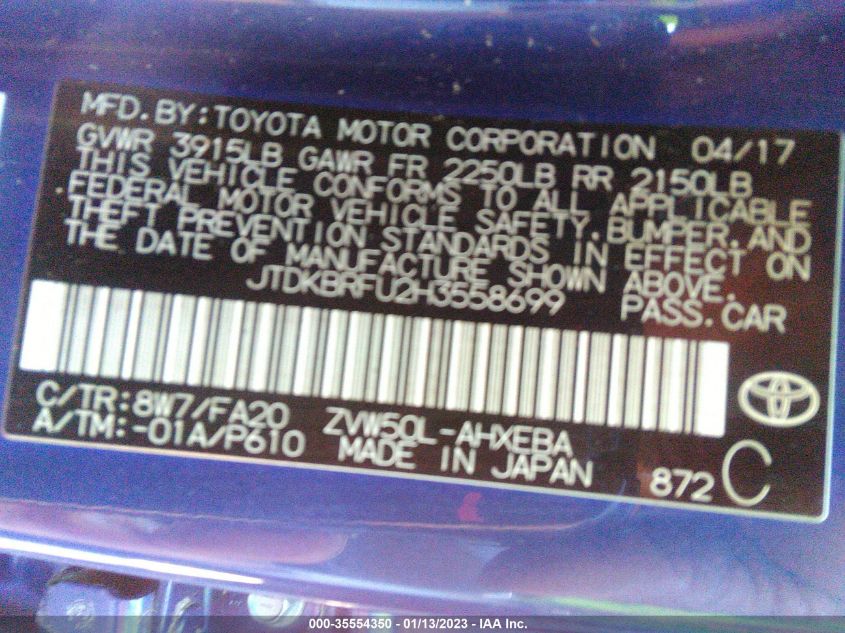 MFD.BY:TOYOTA MOTOR CORPORATION 04/17
GVWR 3915LB GAWR FR 2250LB RR 2150LB
THIS VEHICLE CONFORMS TO ALL APPLICABLE
FEDERAL MOTOR VEHICLE SAFETY,BUMPER,AND
THEFT PREVENTION STANDARDS IN EFFECT ON
THE DATE OF MANUFACTURE SHOWN ABOVE.
JTDKBRFU2H3558699 PASS.CAR
C/TR:8W7/FA20 ZVW50L-AHXEBA
A/TM:-01A/P610 MADE IN JAPAN 872 C
000-35554350 - 01/13/2023 - IAA Inc.